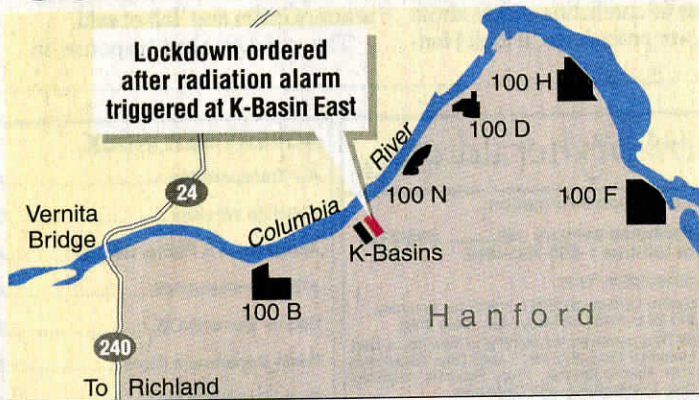 Lockdown ordered
after radiation alarm
triggered at K-Basin East
100 H
100 D
River
100 N
100 F
24
Vernita
Bridge
Columbia
K-Basins
100 B
Hanford
240
To Richland